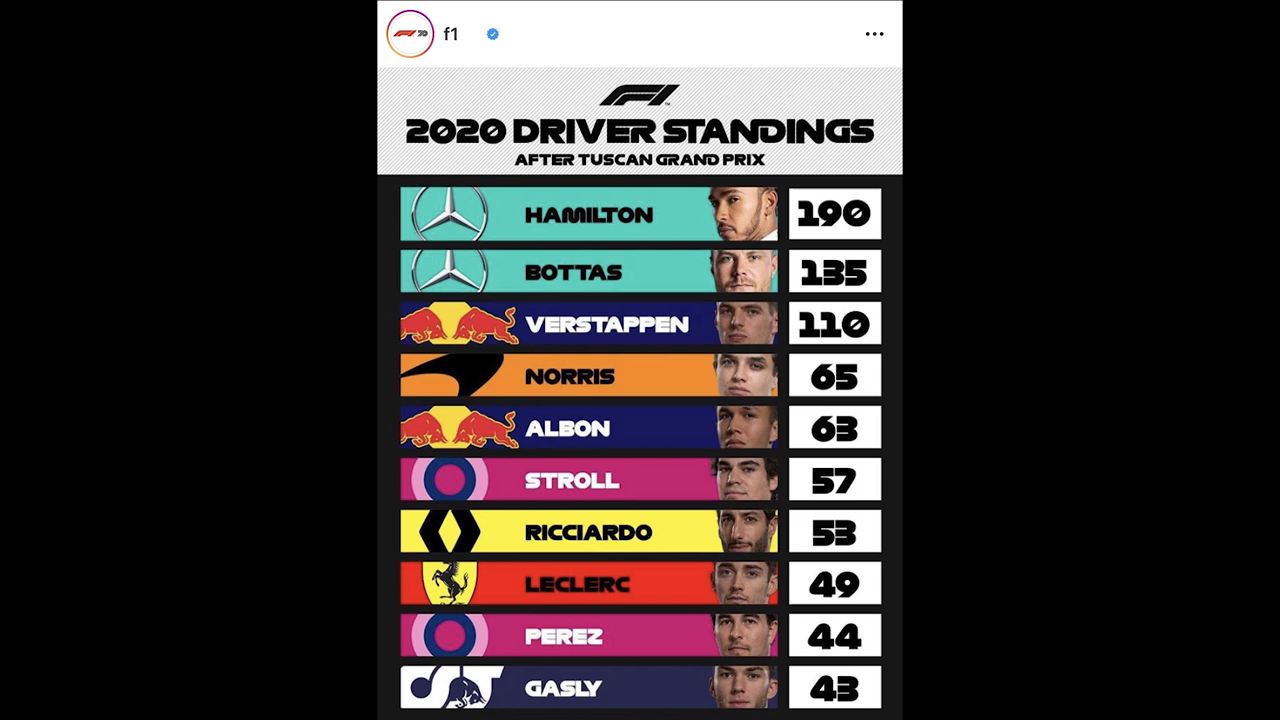 f1
F1
2020 DRIVER STANDINGS
AFTER TUSCAN GRAND PRIX
HAMILTON 190
BOTTAS 135
VERSTAPPEN 110
NORRIS 65
ALBON 63
STROLL 57
RICCIARDO 53
LECLERC 49
PEREZ 44
GASLY 43